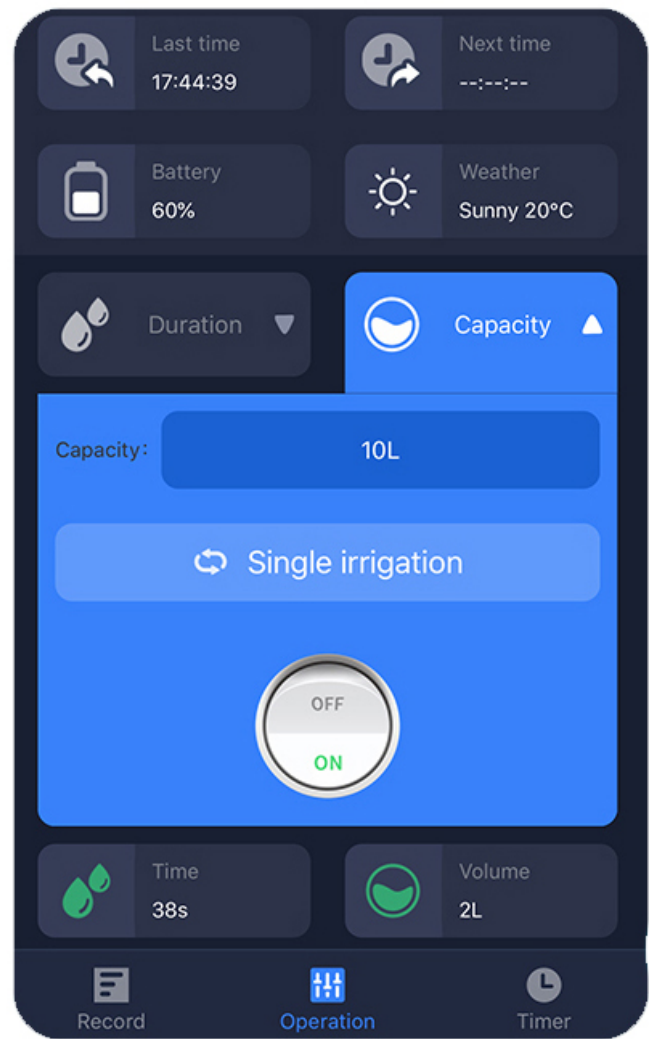 Last time
17:44:39
Next time
--:--:--
Battery
60%
Weather
Sunny 20°C
Duration
Capacity
Capacity:
10L
Single irrigation
OFF
ON
Time
38s
Volume
2L
Record
Operation
Timer